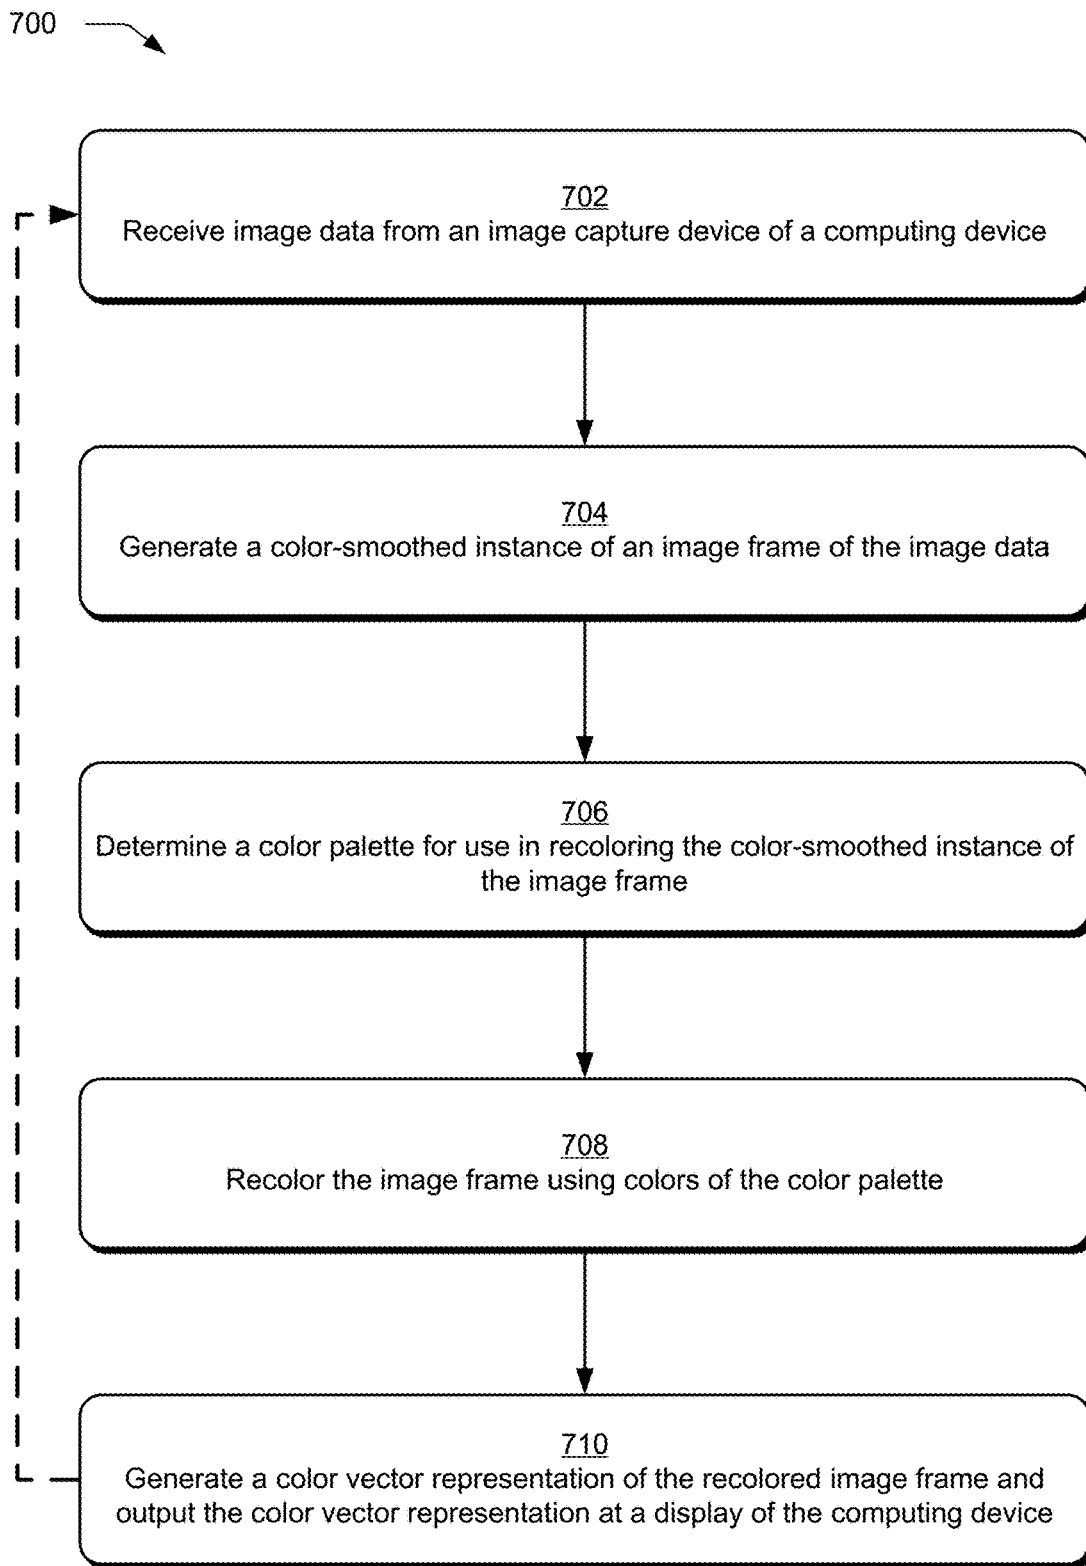 700
702
Receive image data from an image capture device of a computing device
704
Generate a color-smoothed instance of an image frame of the image data
706
Determine a color palette for use in recoloring the color-smoothed instance of
the image frame
708
Recolor the image frame using colors of the color palette
710
Generate a color vector representation of the recolored image frame and
output the color vector representation at a display of the computing device